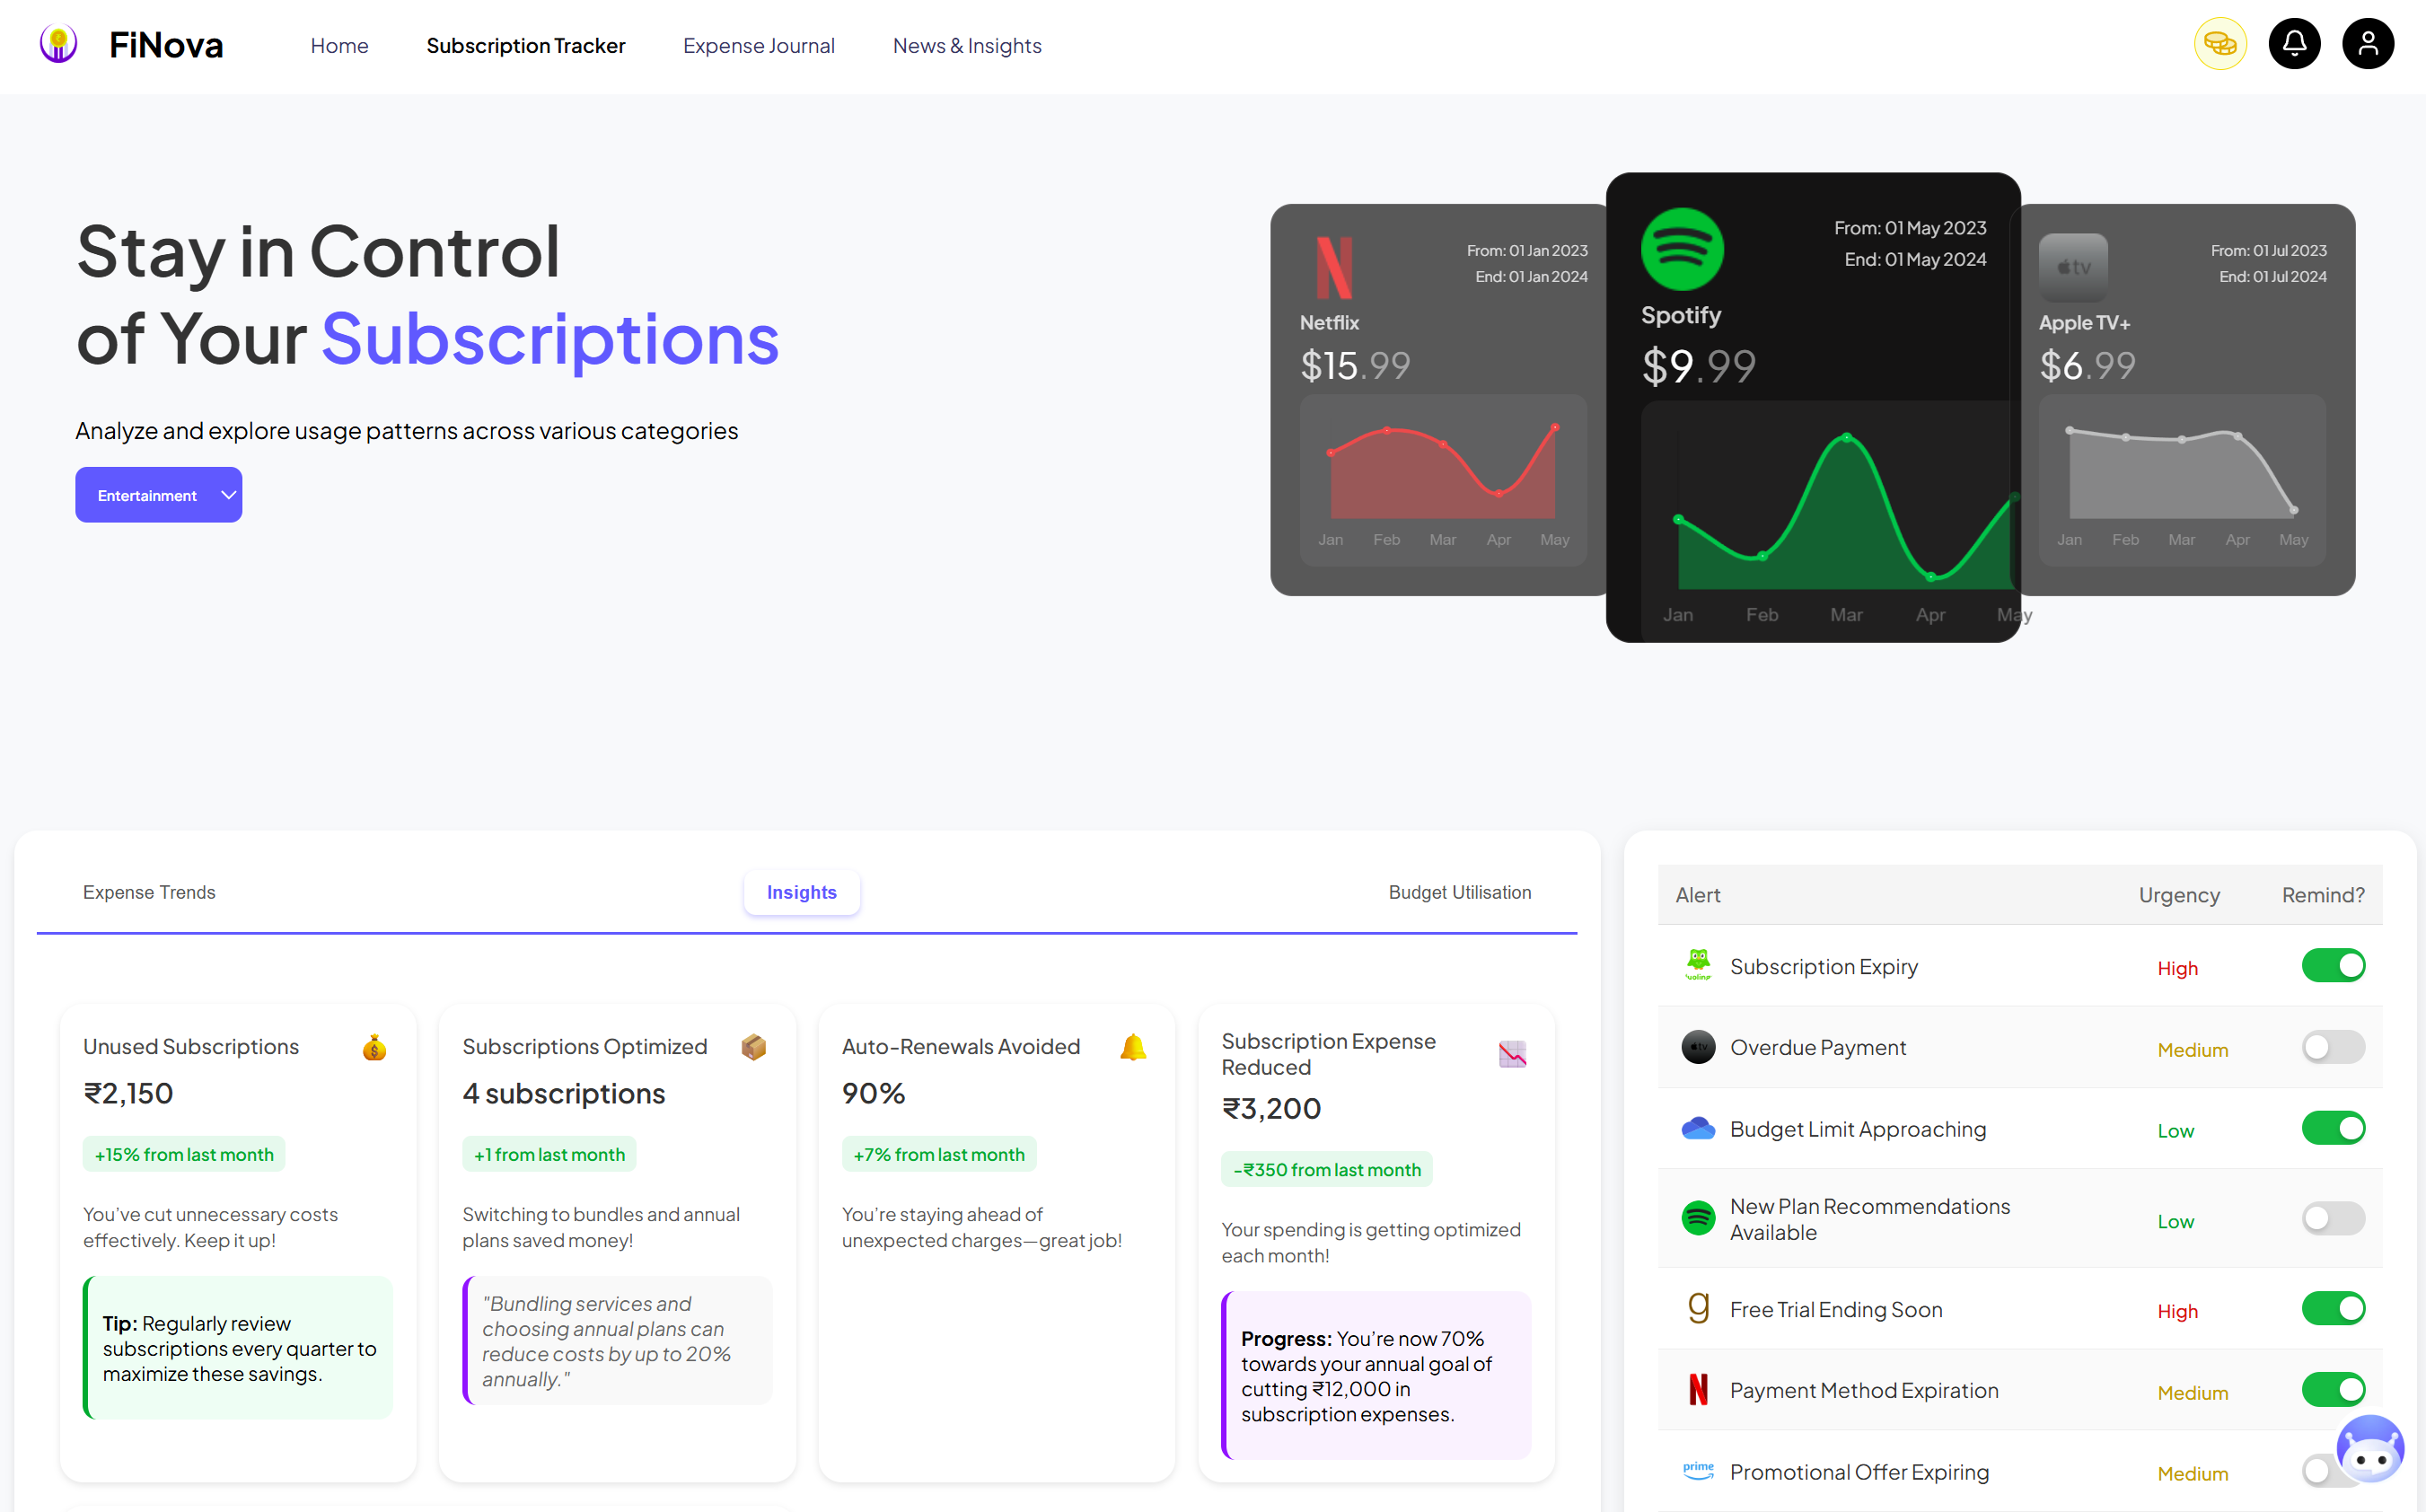 FiNova
Home
Subscription Tracker
Expense Journal
News & Insights
Stay in Control
of Your Subscriptions
Analyze and explore usage patterns across various categories
Entertainment
From: 01 Jan 2023
End: 01 Jan 2024
Netflix
$15.99
Jan Feb Mar Apr May
From: 01 May 2023
End: 01 May 2024
Spotify
$9.99
Jan Feb Mar Apr May
tv
From: 01 Jul 2023
End: 01 Jul 2024
Apple TV+
$6.99
Jan Feb Mar Apr May
Expense Trends
Insights
Budget Utilisation
Unused Subscriptions
₹2,150
+15% from last month
You’ve cut unnecessary costs
effectively. Keep it up!
Tip: Regularly review
subscriptions every quarter to
maximize these savings.
Subscriptions Optimized
4 subscriptions
+1 from last month
Switching to bundles and annual
plans saved money!
"Bundling services and
choosing annual plans can
reduce costs by up to 20%
annually."
Auto-Renewals Avoided
90%
+7% from last month
You’re staying ahead of
unexpected charges—great job!
Subscription Expense
Reduced
₹3,200
-₹350 from last month
Your spending is getting optimized
each month!
Progress: You’re now 70%
towards your annual goal of
cutting ₹12,000 in
subscription expenses.
Alert Urgency Remind?
Subscription Expiry High
tv Overdue Payment Medium
Budget Limit Approaching Low
New Plan Recommendations
Available Low
Free Trial Ending Soon High
Payment Method Expiration Medium
prime Promotional Offer Expiring Medium